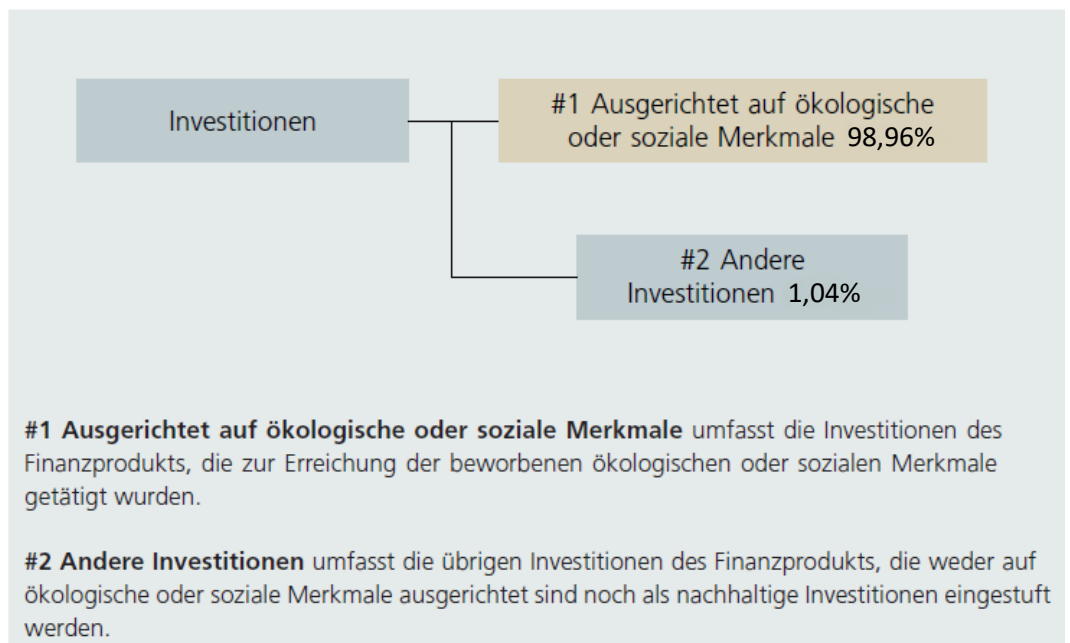 Investitionen
#1 Ausgerichtet auf ökologische
oder soziale Merkmale 98,96%
#2 Andere
Investitionen 1,04%
#1 Ausgerichtet auf ökologische oder soziale Merkmale umfasst die Investitionen des
Finanzprodukts, die zur Erreichung der beworbenen ökologischen oder sozialen Merkmale
getätigt wurden.
#2 Andere Investitionen umfasst die übrigen Investitionen des Finanzprodukts, die weder auf
ökologische oder soziale Merkmale ausgerichtet sind noch als nachhaltige Investitionen eingestuft
werden.